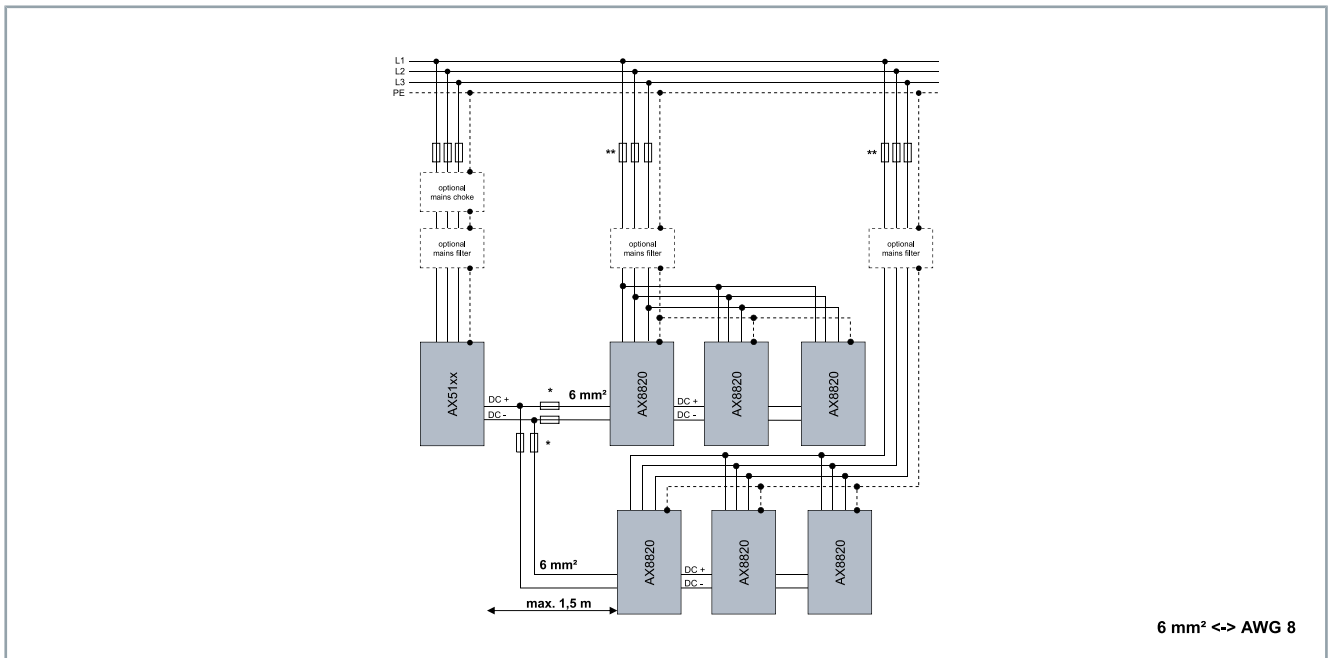 L1
L2
L3
PE
**
**
optional
mains choke
optional
mains filter
optional
mains filter
optional
mains filter
AX51xx
DC +
DC -
*
6 mm²
*
AX8820
DC +
DC -
AX8820
AX8820
6 mm²
max. 1,5 m
AX8820
DC +
DC -
AX8820
AX8820
6 mm² <-> AWG 8